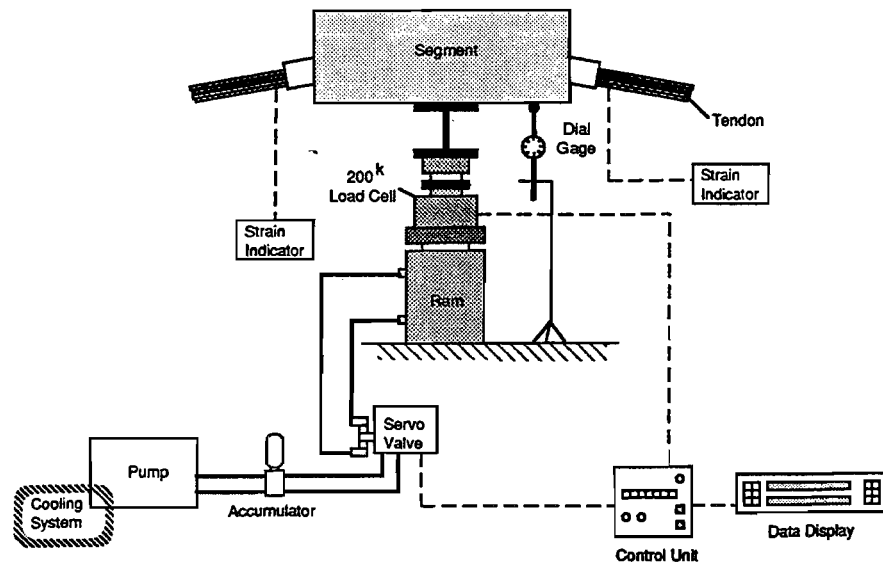 Segment
Tendon
Dial
Gage
200k
Load Cell
Strain
Indicator
Strain
Indicator
Ram
Servo
Valve
Pump
Cooling
System
Accumulator
Control Unit
Data Display